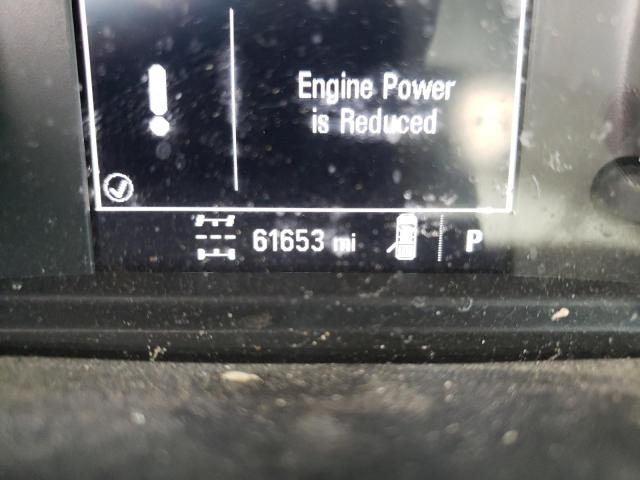 Engine Power
is Reduced
61653 mi P